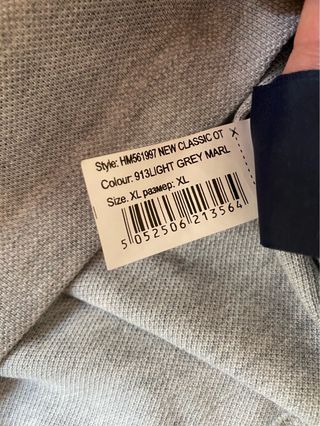 Style: HM561997 NEW CLASSIC OT
Colour: 913LIGHT GREY MARL
Size. XL размер: XL
5 052506 213564